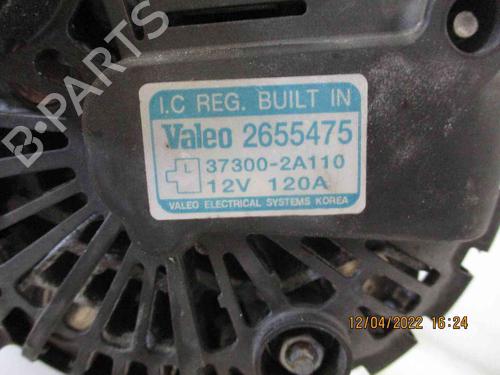 I.C REG. BUILT IN
Valeo 2655475
L 37300-2A110
12V 120A
VALEO ELECTRICAL SYSTEMS KOREA
B-PARTS
12/04/2022 16:24